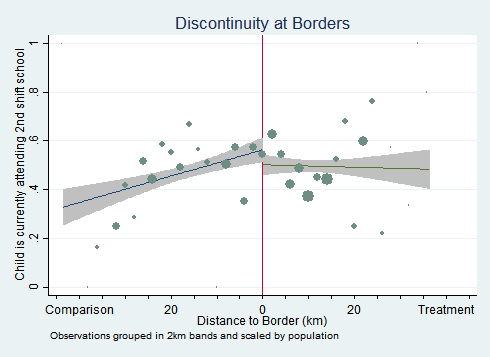 Discontinuity at Borders
Child is currently attending 2nd shift school
1
.8
.6
.4
.2
0
Comparison 20 0 20 Treatment
Distance to Border (km)
Observations grouped in 2km bands and scaled by population